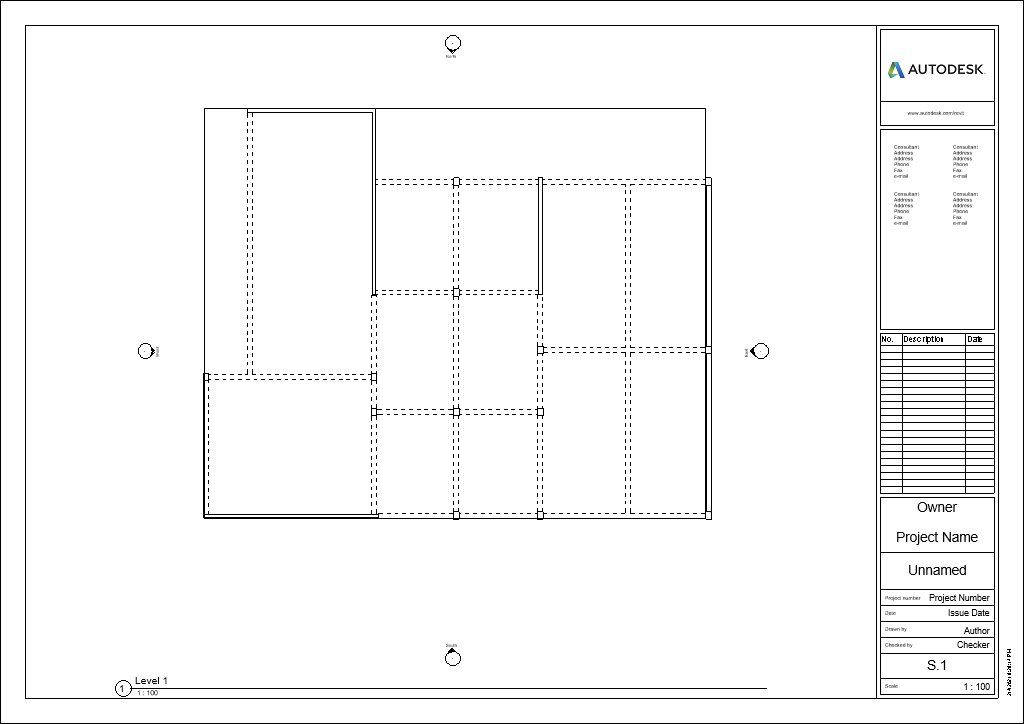 North
AUTODESK.
www.autodesk.com/revit
Consultant Consultant
Address Address
Address Address
Phone Phone
Fax Fax
e-mail e-mail
Consultant Consultant
Address Address
Address Address
Phone Phone
Fax Fax
e-mail e-mail
No. Description Date
West
East
Owner
Project Name
Unnamed
Project number Project Number
Date Issue Date
Drawn by Author
Checked by Checker
S.1
Scale 1 : 100
South
1 Level 1
1 : 100